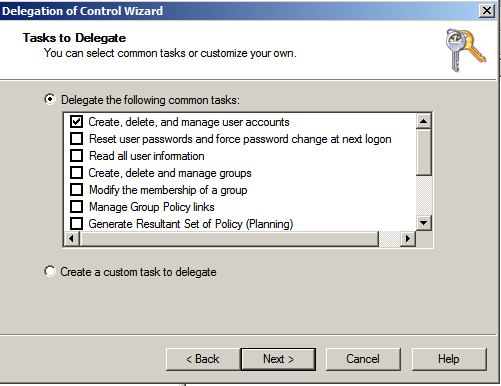 Delegation of Control Wizard
Tasks to Delegate
You can select common tasks or customize your own.
Delegate the following common tasks:
Create, delete, and manage user accounts
Reset user passwords and force password change at next logon
Read all user information
Create, delete and manage groups
Modify the membership of a group
Manage Group Policy links
Generate Resultant Set of Policy (Planning)
Create a custom task to delegate
< Back Next > Cancel Help